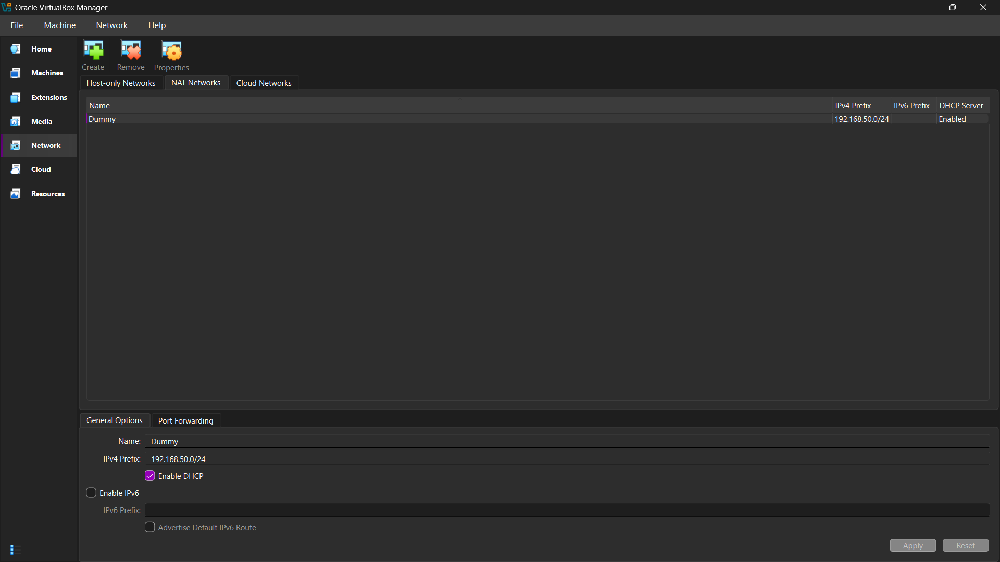 Oracle VirtualBox Manager
File Machine Network Help
Home
Machines
Extensions
Media
Network
Cloud
Resources
Create Remove Properties
Host-only Networks NAT Networks Cloud Networks
Name IPv4 Prefix IPv6 Prefix DHCP Server
Dummy 192.168.50.0/24 Enabled
General Options Port Forwarding
Name: Dummy
IPv4 Prefix: 192.168.50.0/24
Enable DHCP
Enable IPv6
IPv6 Prefix:
Advertise Default IPv6 Route
Apply Reset